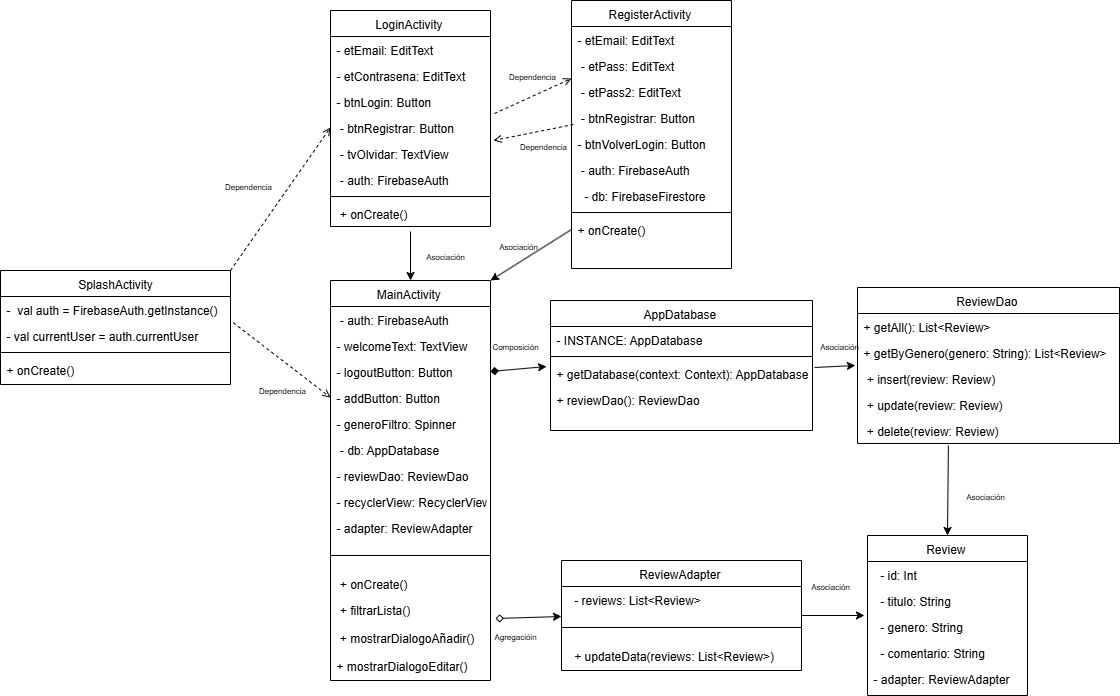 LoginActivity
- etEmail: EditText
- etContrasena: EditText
- btnLogin: Button
- btnRegistrar: Button
- tvOlvidar: TextView
- auth: FirebaseAuth
+ onCreate()
RegisterActivity
- etEmail: EditText
- etPass: EditText
- etPass2: EditText
- btnRegistrar: Button
- btnVolverLogin: Button
- auth: FirebaseAuth
- db: FirebaseFirestore
+ onCreate()
Dependencia
Dependencia
Dependencia
Asociación
Asociación
SplashActivity
- val auth = FirebaseAuth.getInstance()
- val currentUser = auth.currentUser
+ onCreate()
Dependencia
MainActivity
- auth: FirebaseAuth
- welcomeText: TextView
- logoutButton: Button
- addButton: Button
- generoFiltro: Spinner
- db: AppDatabase
- reviewDao: ReviewDao
- recyclerView: RecyclerView
- adapter: ReviewAdapter
+ onCreate()
+ filtrarLista()
+ mostrarDialogoAñadir()
+ mostrarDialogoEditar()
Composición
AppDatabase
- INSTANCE: AppDatabase
+ getDatabase(context: Context): AppDatabase
+ reviewDao(): ReviewDao
Asociación
ReviewDao
+ getAll(): List<Review>
+ getByGenero(genero: String): List<Review>
+ insert(review: Review)
+ update(review: Review)
+ delete(review: Review)
Asociación
Agregacióin
ReviewAdapter
- reviews: List<Review>
+ updateData(reviews: List<Review>)
Asociación
Review
- id: Int
- titulo: String
- genero: String
- comentario: String
- adapter: ReviewAdapter